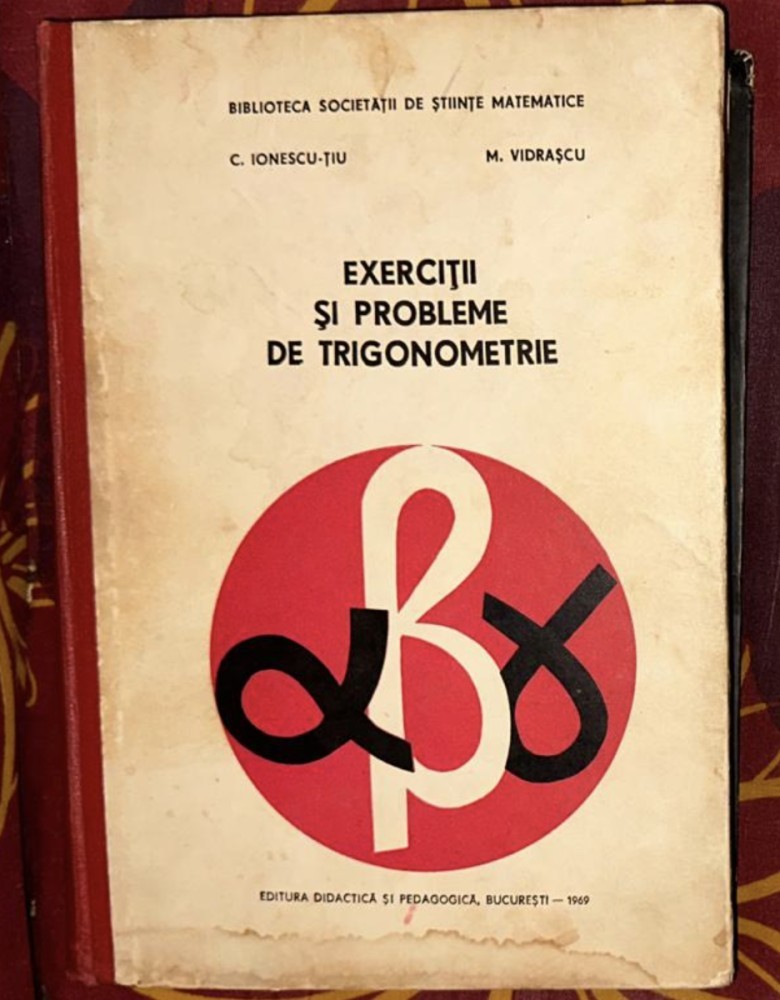 BIBLIOTECA SOCIETĂȚII DE ȘTIINȚE MATEMATICE
C. IONESCU-ȚIU M. VIDRAȘCU
EXERCIȚII
ȘI PROBLEME
DE TRIGONOMETRIE
α β γ
EDITURA DIDACTICĂ ȘI PEDAGOGICĂ, BUCUREȘTI — 1969